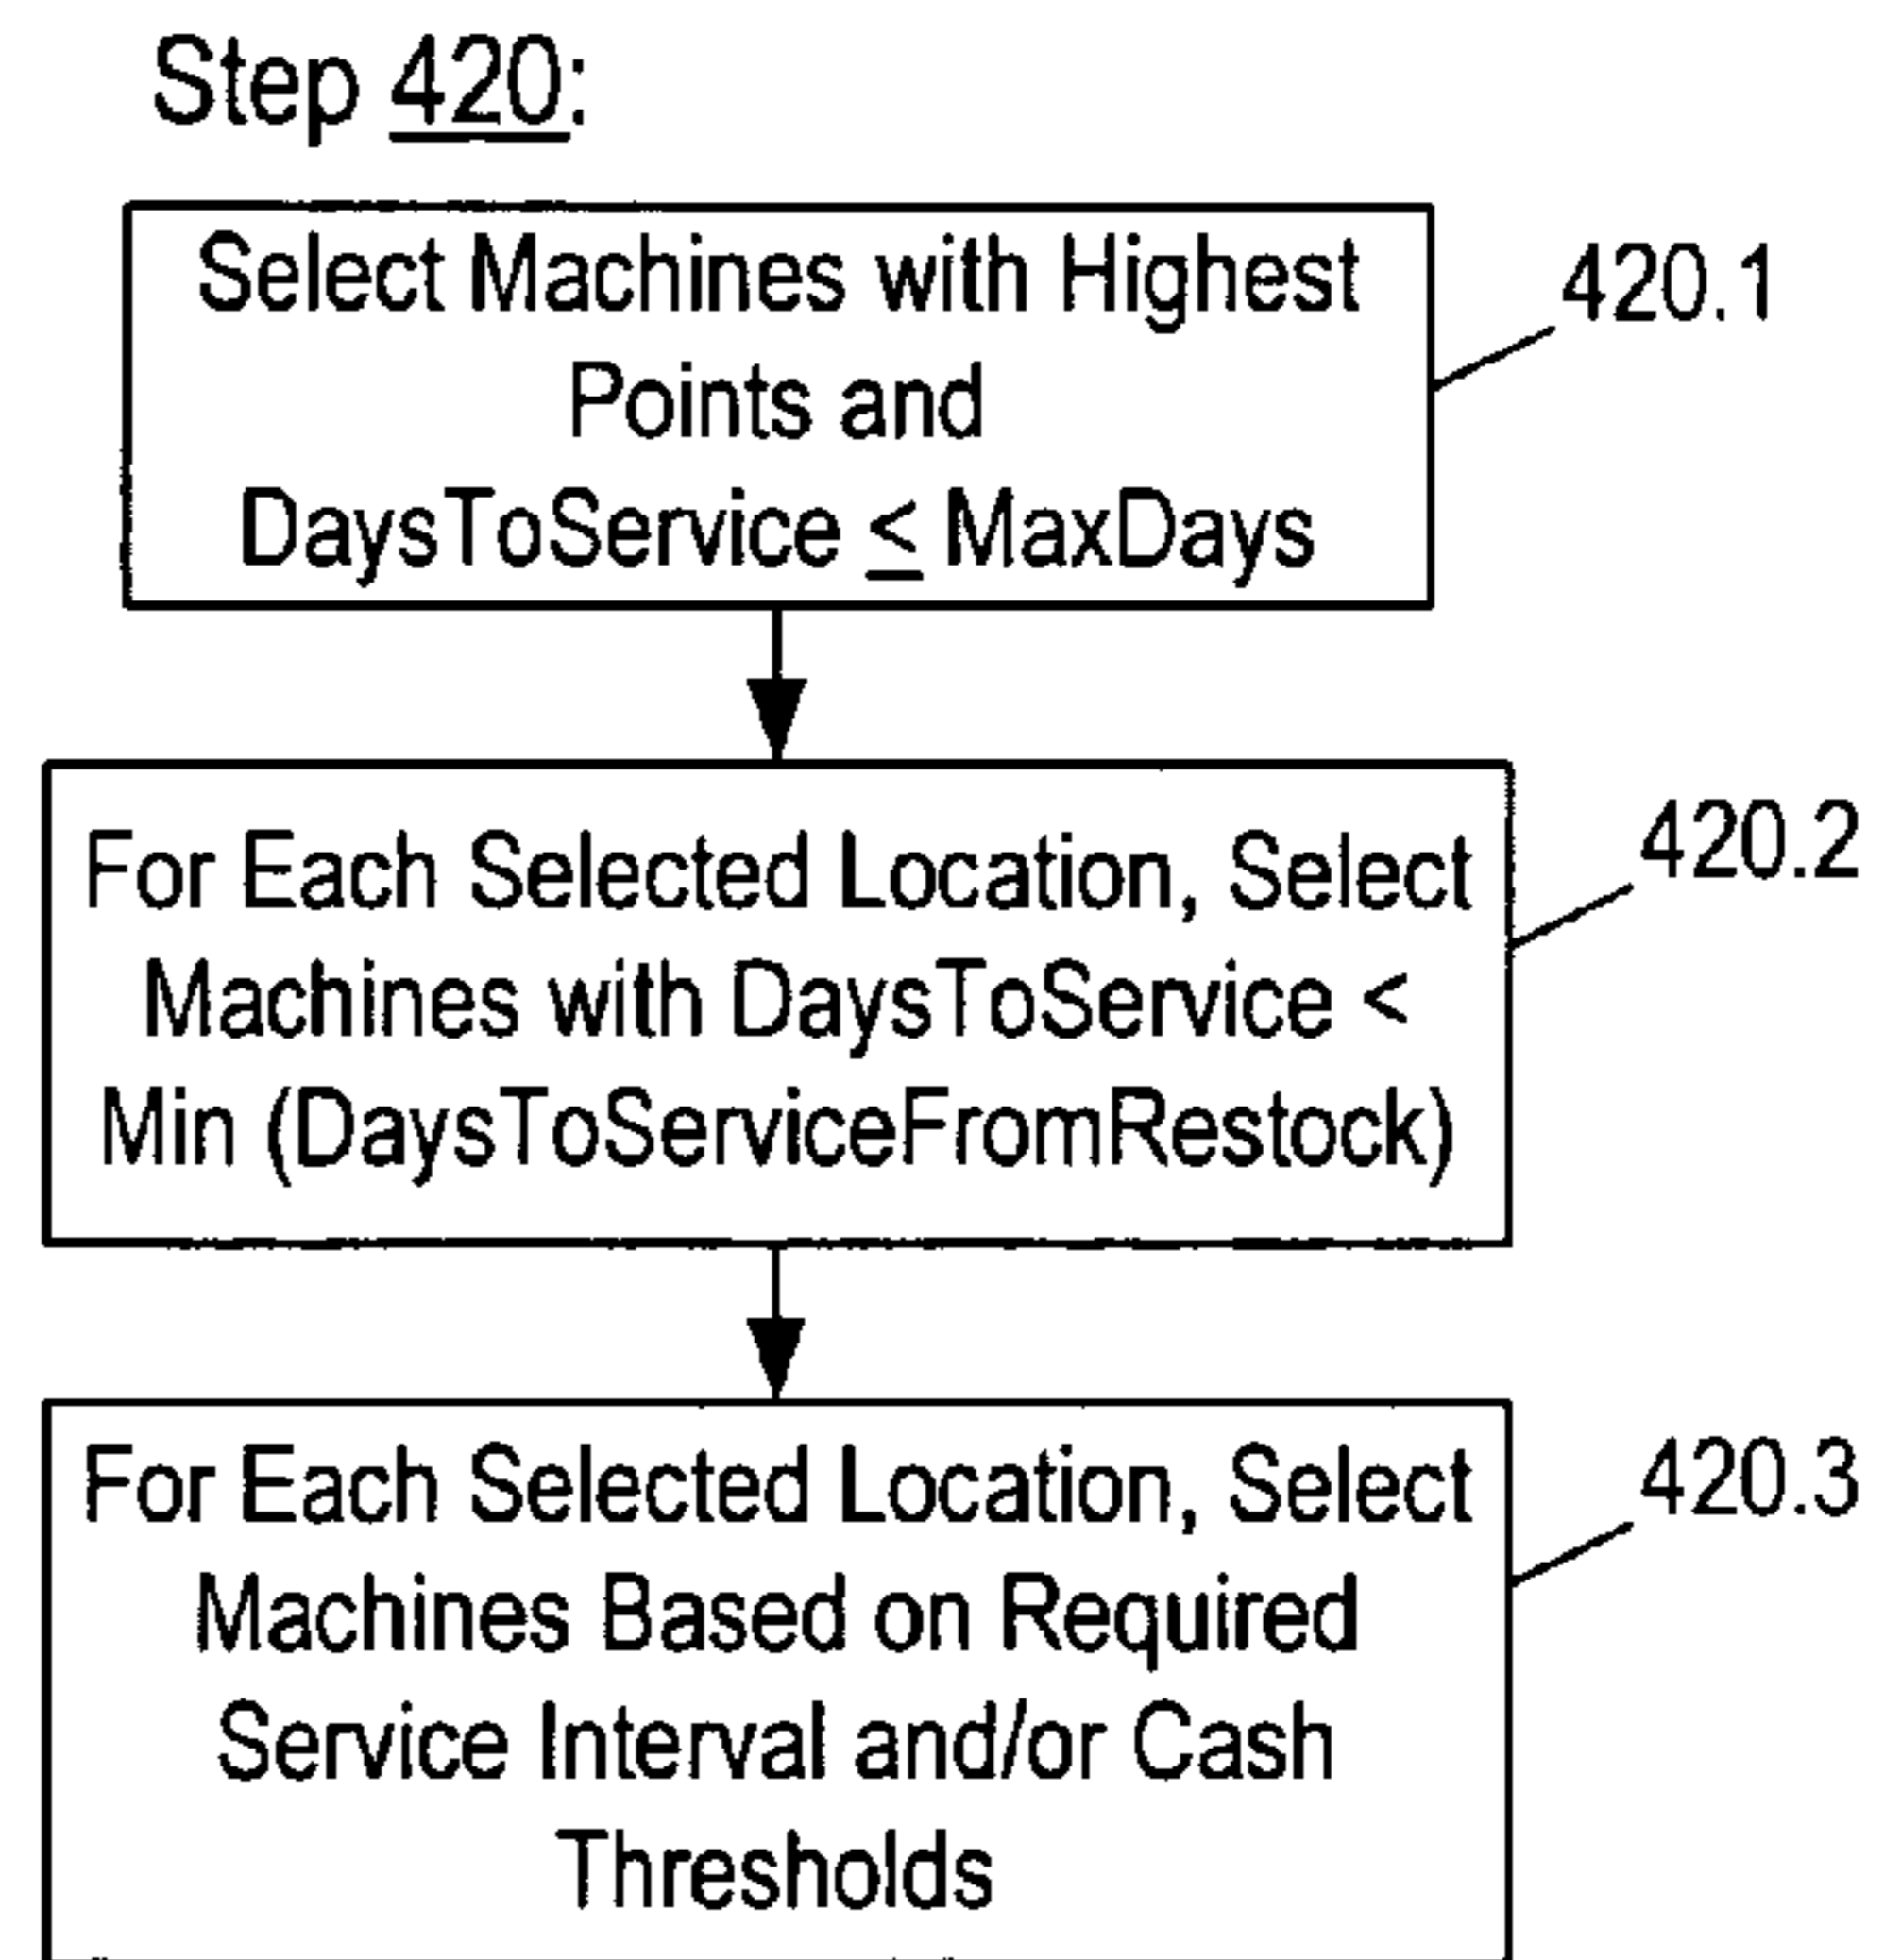 Step 420:
Select Machines with Highest
Points and
DaysToService ≤ MaxDays
420.1
For Each Selected Location, Select
Machines with DaysToService <
Min (DaysToServiceFromRestock)
420.2
For Each Selected Location, Select
Machines Based on Required
Service Interval and/or Cash
Thresholds
420.3